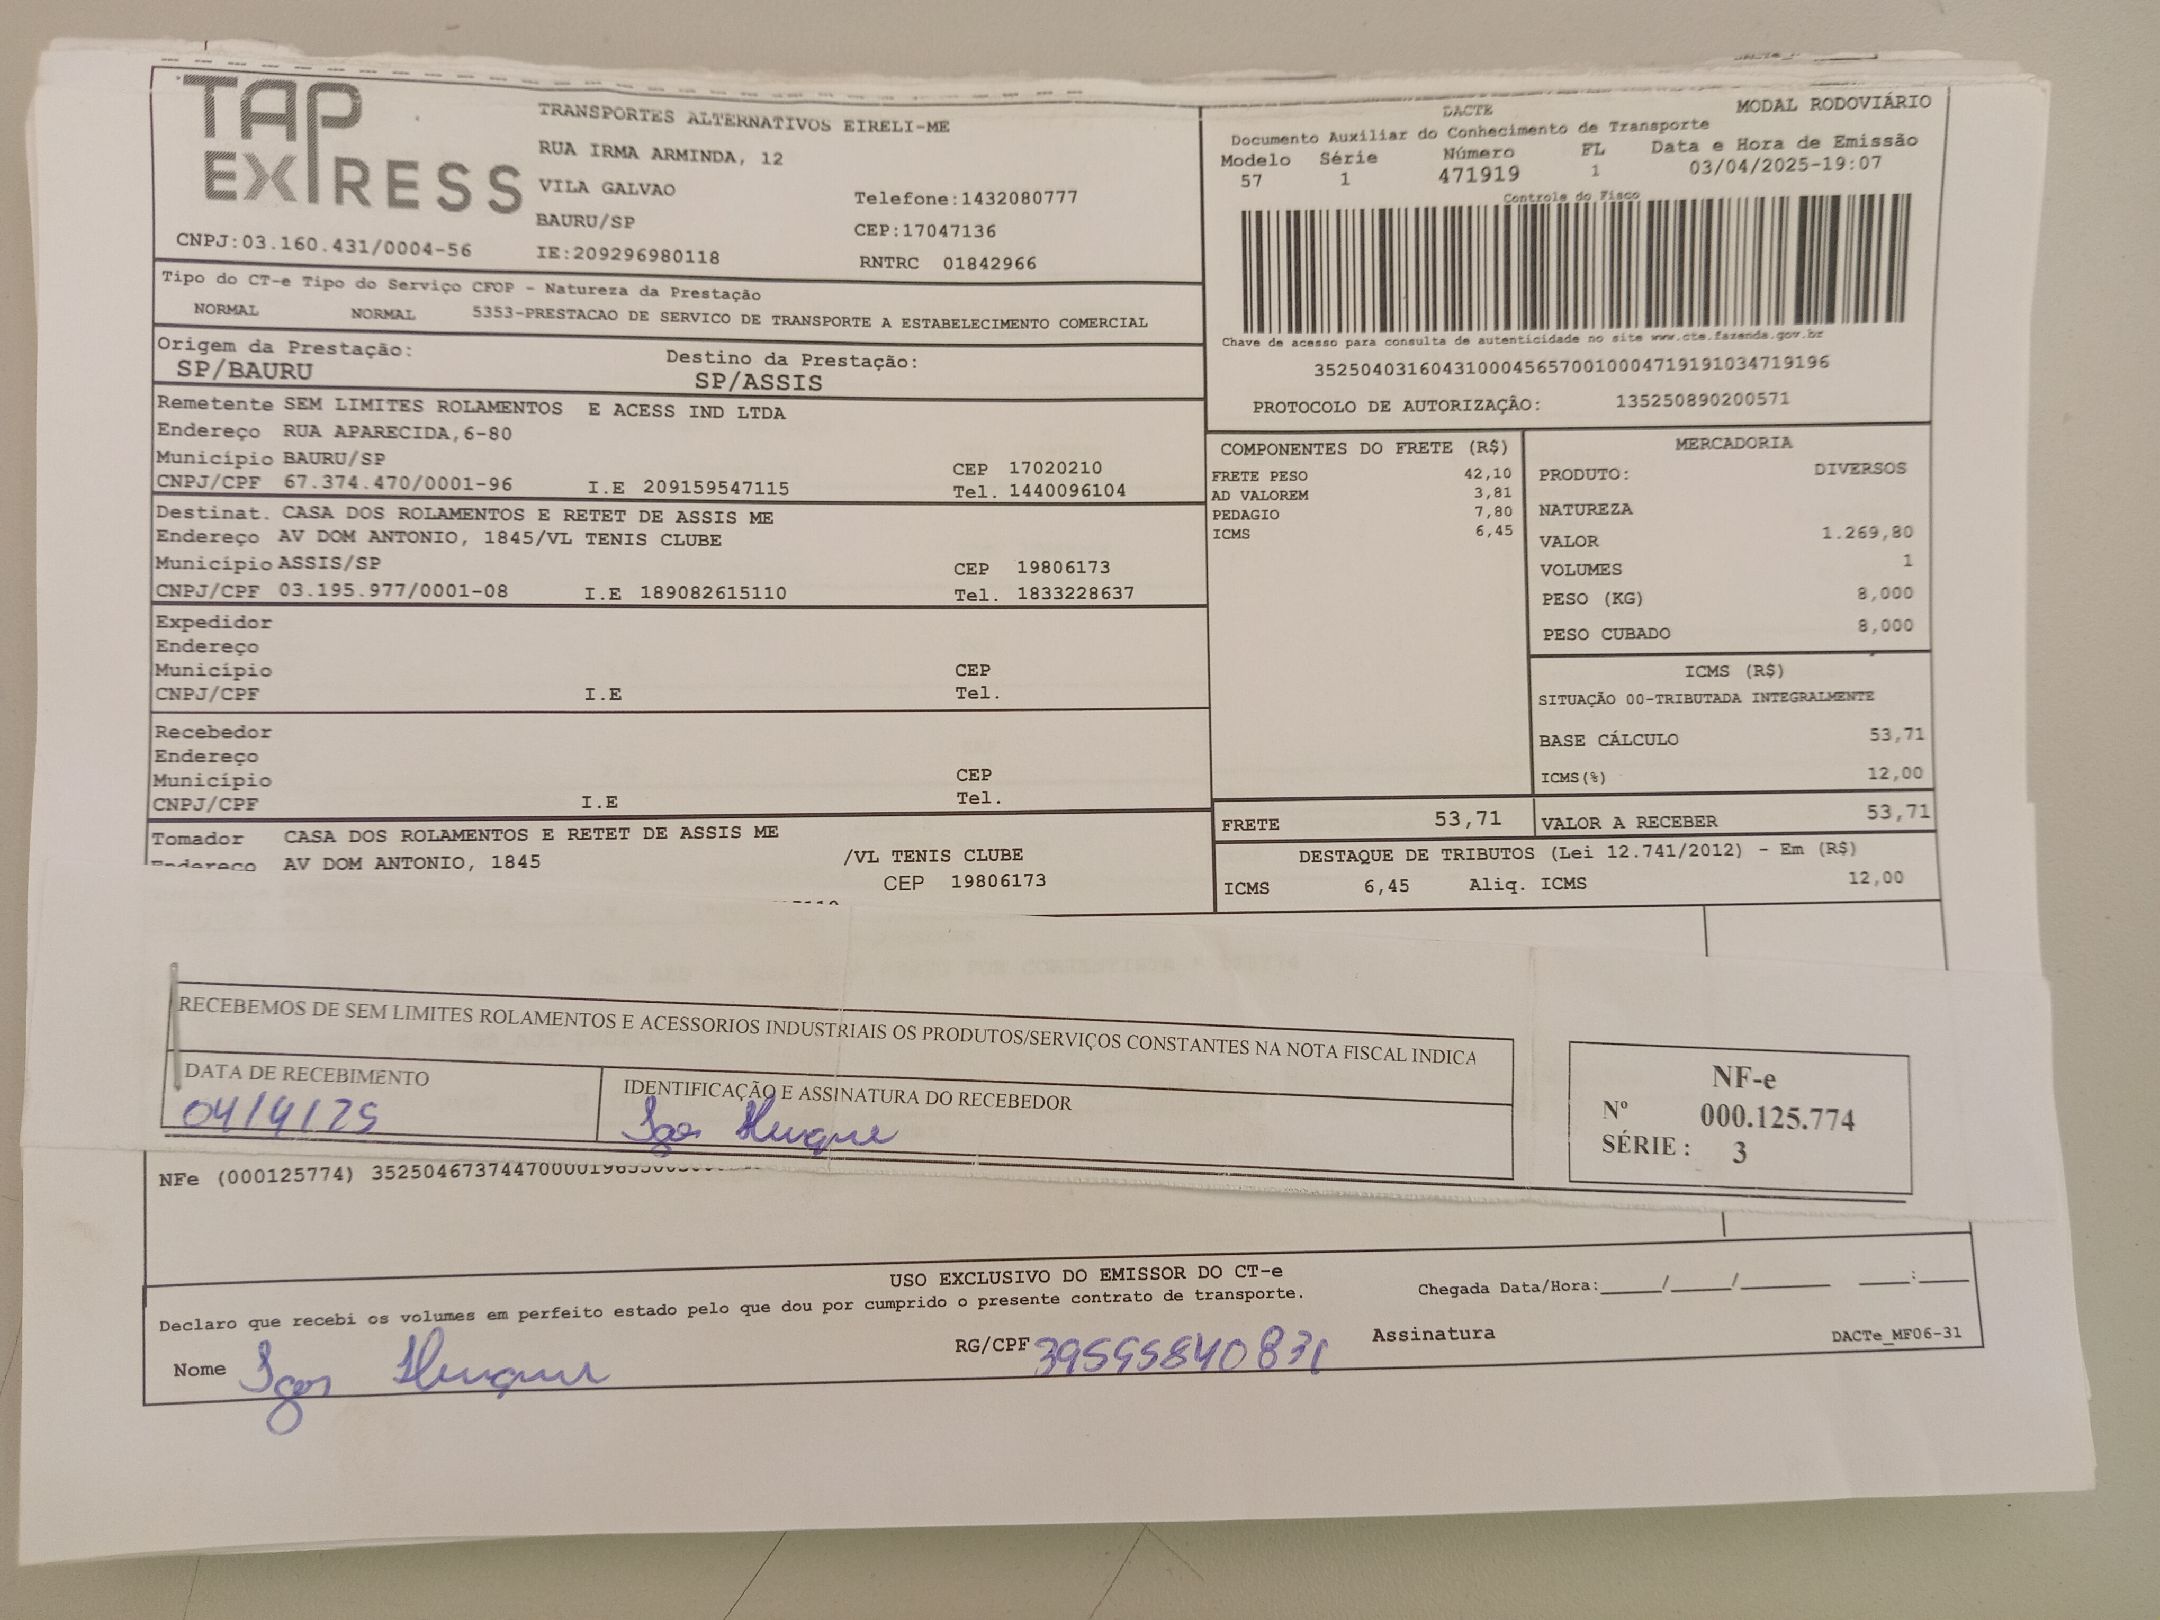 TAP
EXPRESS
TRANSPORTES ALTERNATIVOS EIRELI-ME
RUA IRMA ARMINDA, 12
VILA GALVAO
Telefone:1432080777
BAURU/SP
CEP:17047136
CNPJ:03.160.431/0004-56
IE:209296980118
RNTRC 01842966
DACTE
MODAL RODOVIÁRIO
Documento Auxiliar do Conhecimento de Transporte
Modelo Série Número FL Data e Hora de Emissão
57 1 471919 1 03/04/2025-19:07
Controle do Fisco
Chave de acesso para consulta de autenticidade no site www.cte.fazenda.gov.br
35250403160431000456570010004719191034719196
PROTOCOLO DE AUTORIZAÇÃO: 135250890200571
Tipo do CT-e Tipo do Serviço CFOP - Natureza da Prestação
NORMAL NORMAL 5353-PRESTACAO DE SERVICO DE TRANSPORTE A ESTABELECIMENTO COMERCIAL
Origem da Prestação: Destino da Prestação:
SP/BAURU SP/ASSIS
Remetente SEM LIMITES ROLAMENTOS E ACESS IND LTDA
Endereço RUA APARECIDA,6-80
Município BAURU/SP CEP 17020210
CNPJ/CPF 67.374.470/0001-96 I.E 209159547115 Tel. 1440096104
Destinat. CASA DOS ROLAMENTOS E RETET DE ASSIS ME
Endereço AV DOM ANTONIO, 1845/VL TENIS CLUBE
Município ASSIS/SP CEP 19806173
CNPJ/CPF 03.195.977/0001-08 I.E 189082615110 Tel. 1833228637
Expedidor
Endereço
Município CEP
CNPJ/CPF I.E Tel.
Recebedor
Endereço
Município CEP
CNPJ/CPF I.E Tel.
Tomador CASA DOS ROLAMENTOS E RETET DE ASSIS ME
Endereço AV DOM ANTONIO, 1845 /VL TENIS CLUBE
CEP 19806173
COMPONENTES DO FRETE (R$)
FRETE PESO 42,10
AD VALOREM 3,81
PEDAGIO 7,80
ICMS 6,45
MERCADORIA
PRODUTO: DIVERSOS
NATUREZA
VALOR 1.269,80
VOLUMES 1
PESO (KG) 8,000
PESO CUBADO 8,000
ICMS (R$)
SITUAÇÃO 00-TRIBUTADA INTEGRALMENTE
BASE CÁLCULO 53,71
ICMS(%) 12,00
FRETE 53,71 VALOR A RECEBER 53,71
DESTAQUE DE TRIBUTOS (Lei 12.741/2012) - Em (R$)
ICMS 6,45 Aliq. ICMS 12,00
RECEBEMOS DE SEM LIMITES ROLAMENTOS E ACESSORIOS INDUSTRIAIS OS PRODUTOS/SERVIÇOS CONSTANTES NA NOTA FISCAL INDICA
DATA DE RECEBIMENTO
04/4/25
IDENTIFICAÇÃO E ASSINATURA DO RECEBEDOR
Igor Henrique
NF-e
Nº 000.125.774
SÉRIE : 3
NFe (000125774) 3525046737447000019655003
USO EXCLUSIVO DO EMISSOR DO CT-e
Declaro que recebi os volumes em perfeito estado pelo que dou por cumprido o presente contrato de transporte.
Chegada Data/Hora:____/____/______ ____:____
Nome Igor Henrique RG/CPF 39595840831 Assinatura
DACTe_MF06-31